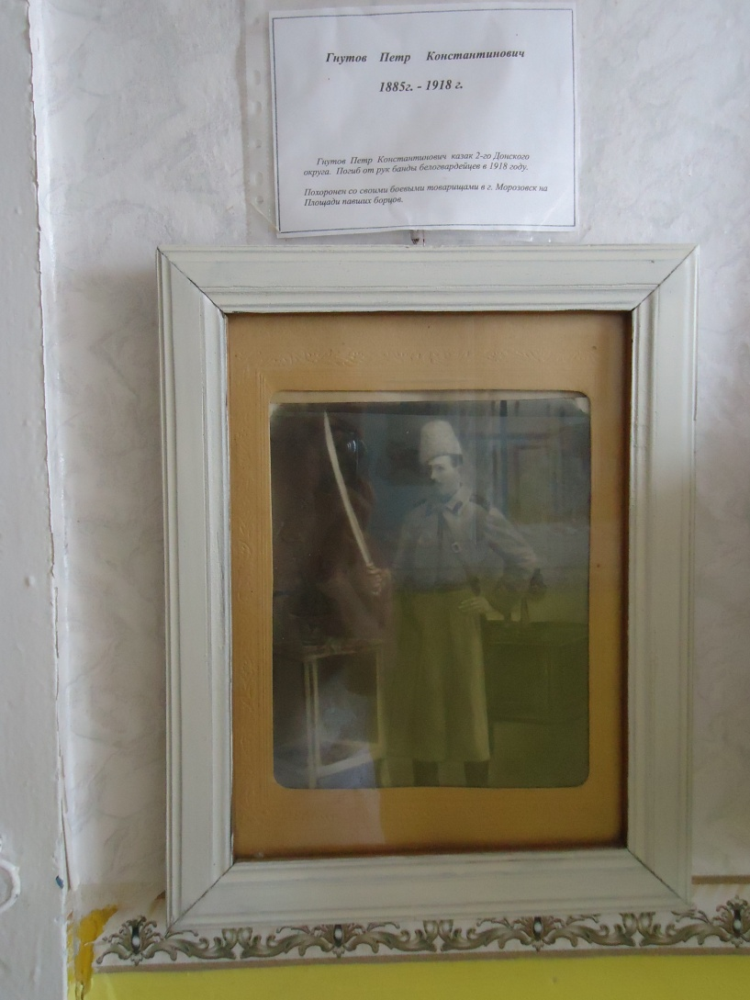 Гнутов Петр Константинович
1885г. - 1918 г.
Гнутов Петр Константинович казак 2-го Донского
округа. Погиб от рук банды белогвардейцев в 1918 году.
Похоронен со своими боевыми товарищами в г. Морозовск на
Площади павших борцов.